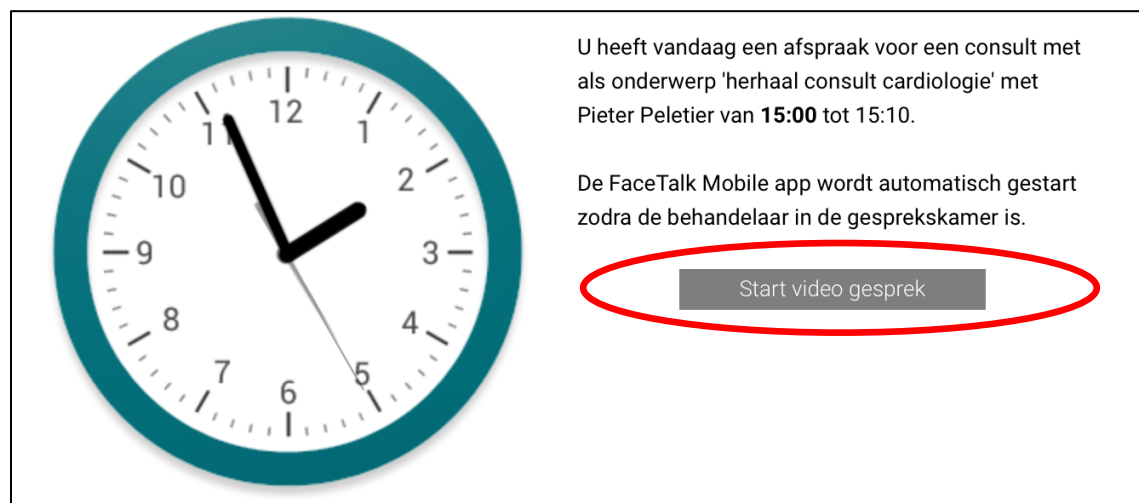 12
11
1
10
2
9
3
8
4
7
5
6
U heeft vandaag een afspraak voor een consult met
als onderwerp 'herhaal consult cardiologie' met
Pieter Peletier van 15:00 tot 15:10.
De FaceTalk Mobile app wordt automatisch gestart
zodra de behandelaar in de gesprekskamer is.
Start video gesprek